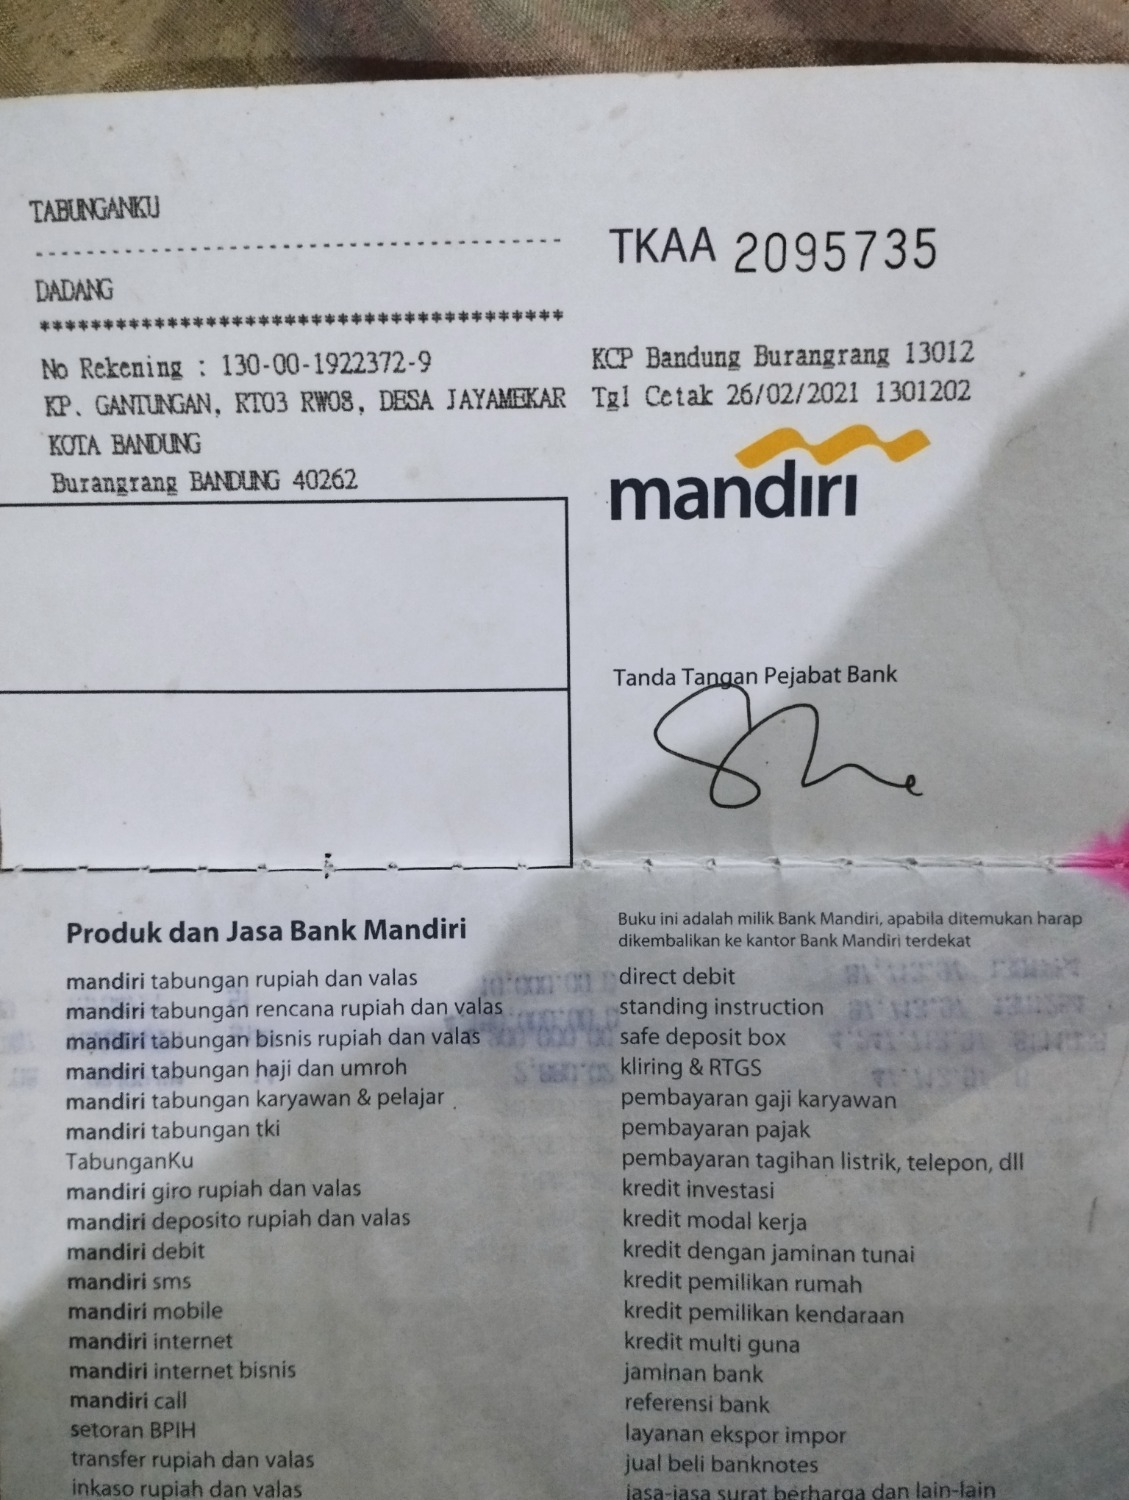 TABUNGANKU
TKAA 2095735
DADANG
****************************************
No Rekening : 130-00-1922372-9
KCP Bandung Burangrang 13012
KP. GANTUNGAN, RT03 RW08, DESA JAYAMEKAR
Tgl Cetak 26/02/2021 1301202
KOTA BANDUNG
Burangrang BANDUNG 40262
mandiri
Tanda Tangan Pejabat Bank
Produk dan Jasa Bank Mandiri
mandiri tabungan rupiah dan valas
mandiri tabungan rencana rupiah dan valas
mandiri tabungan bisnis rupiah dan valas
mandiri tabungan haji dan umroh
mandiri tabungan karyawan & pelajar
mandiri tabungan tki
TabunganKu
mandiri giro rupiah dan valas
mandiri deposito rupiah dan valas
mandiri debit
mandiri sms
mandiri mobile
mandiri internet
mandiri internet bisnis
mandiri call
setoran BPIH
transfer rupiah dan valas
inkaso rupiah dan valas
Buku ini adalah milik Bank Mandiri, apabila ditemukan harap
dikembalikan ke kantor Bank Mandiri terdekat
direct debit
standing instruction
safe deposit box
kliring & RTGS
pembayaran gaji karyawan
pembayaran pajak
pembayaran tagihan listrik, telepon, dll
kredit investasi
kredit modal kerja
kredit dengan jaminan tunai
kredit pemilikan rumah
kredit pemilikan kendaraan
kredit multi guna
jaminan bank
referensi bank
layanan ekspor impor
jual beli banknotes
jasa-jasa surat berharga dan lain-lain